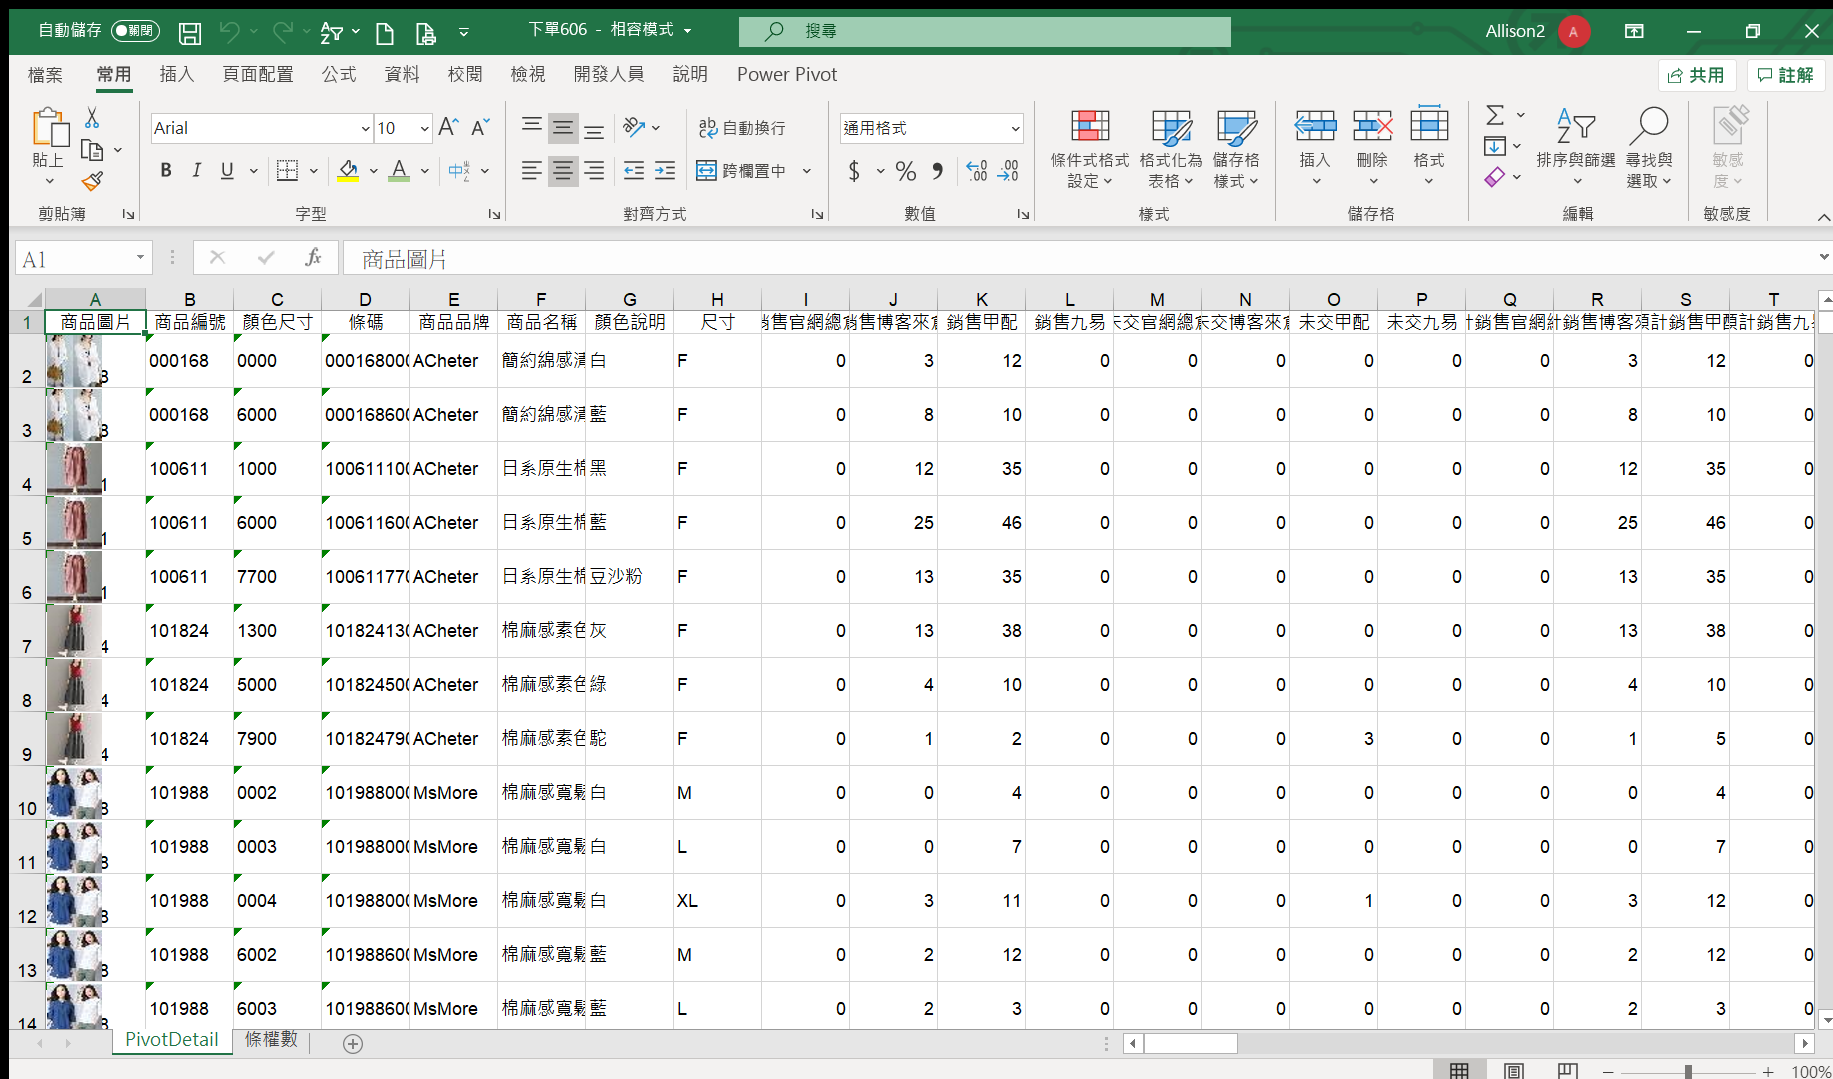 自動儲存 關閉 下單606 - 相容模式 搜尋 Allison2 A
檔案 常用 插入 頁面配置 公式 資料 校閱 檢視 開發人員 說明 Power Pivot 共用 註解
貼上 Arial 10 A A B I U A 自動換行 跨欄置中 通用格式 $ % 條件式格式設定 格式化為表格 儲存格樣式 插入 刪除 格式 排序與篩選 尋找與選取 敏感度
剪貼簿 字型 對齊方式 數值 樣式 儲存格 編輯 敏感度
A1 fx 商品圖片
A B C D E F G H I J K L M N O P Q R S T
1 商品圖片 商品編號 顏色尺寸 條碼 商品品牌 商品名稱 顏色說明 尺寸 銷售官網總 銷售博客來 銷售甲配 銷售九易 未交官網總 未交博客來 未交甲配 未交九易 計銷售官網 計銷售博客 計銷售甲配 計銷售九
2 8 000168 0000 000168000 ACheter 簡約綿感 白 F 0 3 12 0 0 0 0 0 0 3 12 0
3 8 000168 6000 000168600 ACheter 簡約綿感 藍 F 0 8 10 0 0 0 0 0 0 8 10 0
4 1 100611 1000 100611100 ACheter 日系原生棉 黑 F 0 12 35 0 0 0 0 0 0 12 35 0
5 1 100611 6000 100611600 ACheter 日系原生棉 藍 F 0 25 46 0 0 0 0 0 0 25 46 0
6 1 100611 7700 100611770 ACheter 日系原生棉 豆沙粉 F 0 13 35 0 0 0 0 0 0 13 35 0
7 4 101824 1300 101824130 ACheter 棉麻感素色 灰 F 0 13 38 0 0 0 0 0 0 13 38 0
8 4 101824 5000 101824500 ACheter 棉麻感素色 綠 F 0 4 10 0 0 0 0 0 0 4 10 0
9 4 101824 7900 101824790 ACheter 棉麻感素色 駝 F 0 1 2 0 0 0 3 0 0 1 5 0
10 8 101988 0002 101988000 MsMore 棉麻感寬鬆 白 M 0 0 4 0 0 0 0 0 0 0 4 0
11 8 101988 0003 101988000 MsMore 棉麻感寬鬆 白 L 0 0 7 0 0 0 0 0 0 0 7 0
12 8 101988 0004 101988000 MsMore 棉麻感寬鬆 白 XL 0 3 11 0 0 0 1 0 0 3 12 0
13 8 101988 6002 101988600 MsMore 棉麻感寬鬆 藍 M 0 2 12 0 0 0 0 0 0 2 12 0
14 8 101988 6003 101988600 MsMore 棉麻感寬鬆 藍 L 0 2 3 0 0 0 0 0 0 2 3 0
PivotDetail 條權數
100%